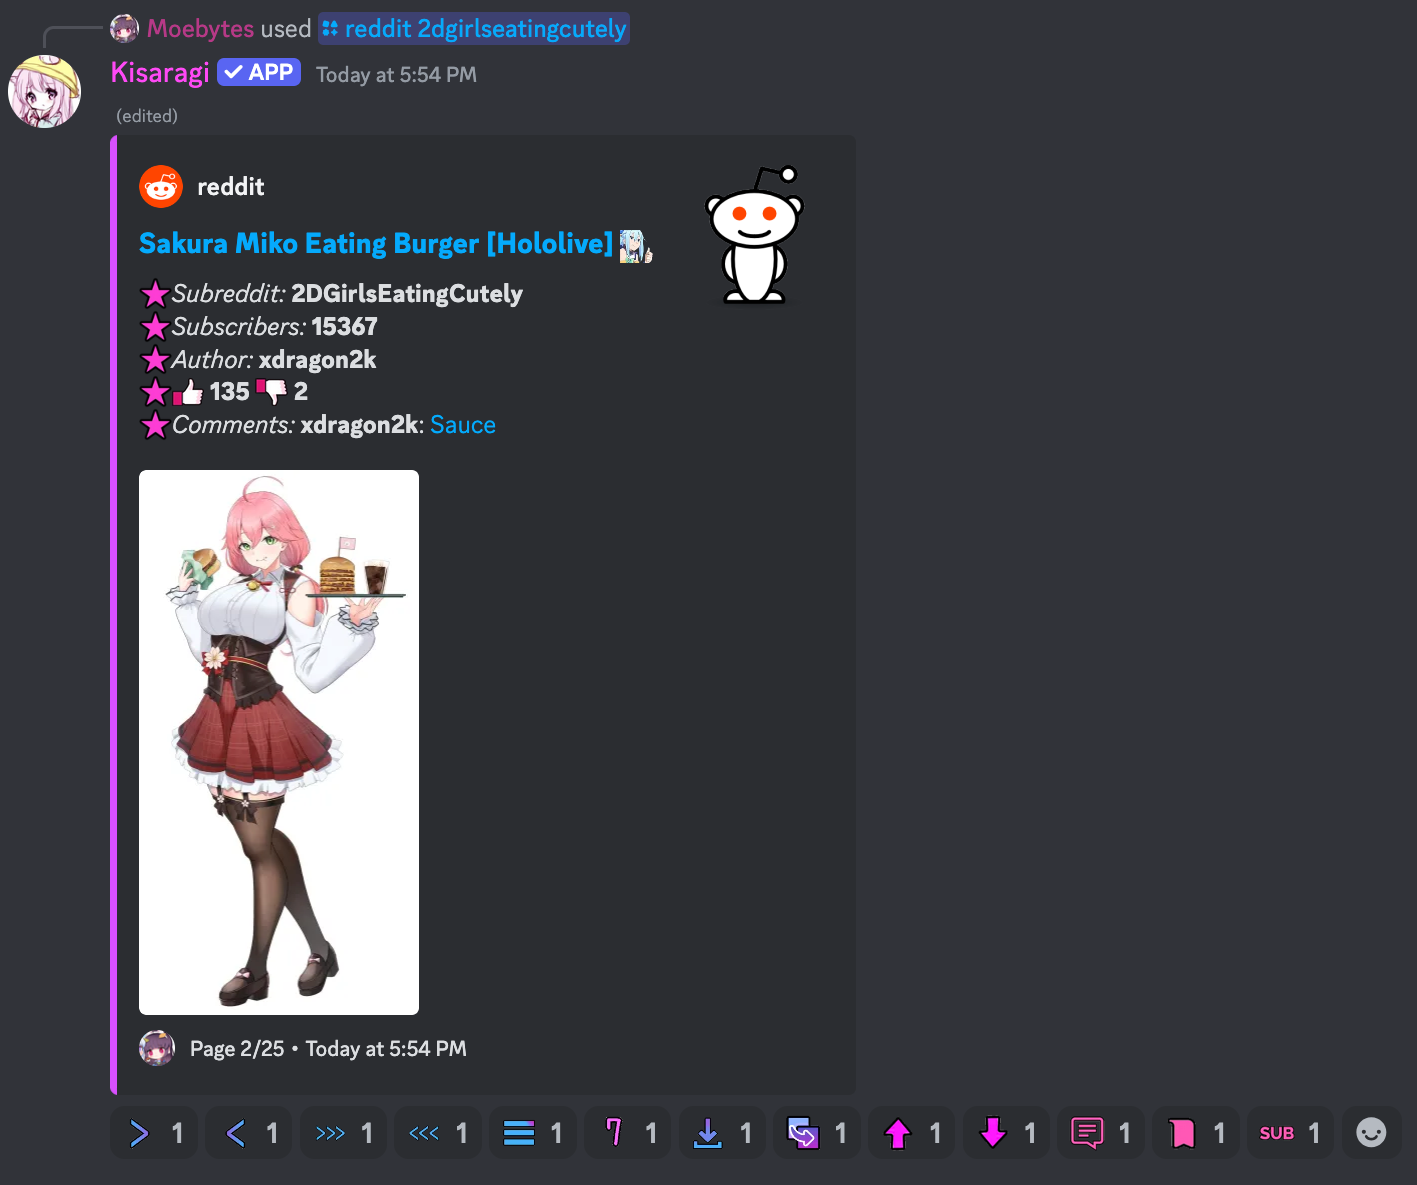 Moebytes used reddit 2dgirlseatingcutely
Kisaragi APP Today at 5:54 PM
(edited)
reddit
Sakura Miko Eating Burger [Hololive]
Subreddit: 2DGirlsEatingCutely
Subscribers: 15367
Author: xdragon2k
135 2
Comments: xdragon2k: Sauce
Page 2/25 • Today at 5:54 PM
1 1 1 1 1 7 1 1 1 1 1 1 1 SUB 1